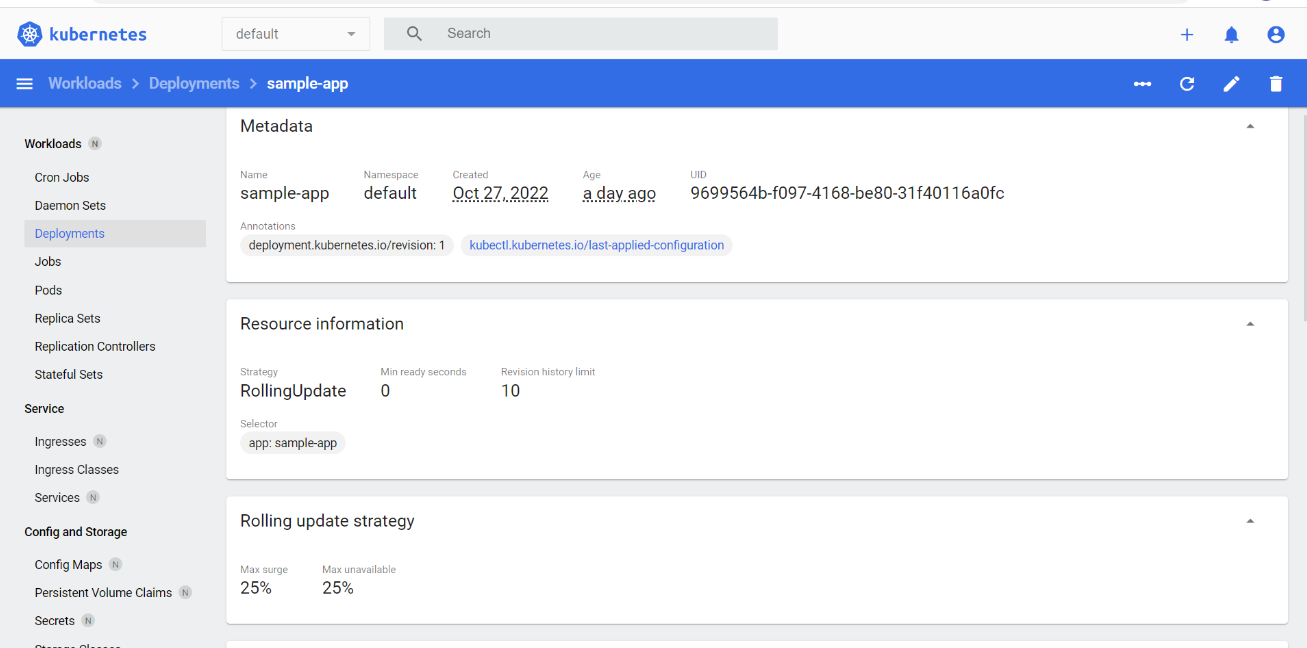 kubernetes
default
Search
Workloads > Deployments > sample-app
Workloads N
Cron Jobs
Daemon Sets
Deployments
Jobs
Pods
Replica Sets
Replication Controllers
Stateful Sets
Service
Ingresses N
Ingress Classes
Services N
Config and Storage
Config Maps N
Persistent Volume Claims N
Secrets N
Metadata
Name Namespace Created Age UID
sample-app default Oct 27, 2022 a day ago 9699564b-f097-4168-be80-31f40116a0fc
Annotations
deployment.kubernetes.io/revision: 1 kubectl.kubernetes.io/last-applied-configuration
Resource information
Strategy Min ready seconds Revision history limit
RollingUpdate 0 10
Selector
app: sample-app
Rolling update strategy
Max surge Max unavailable
25% 25%